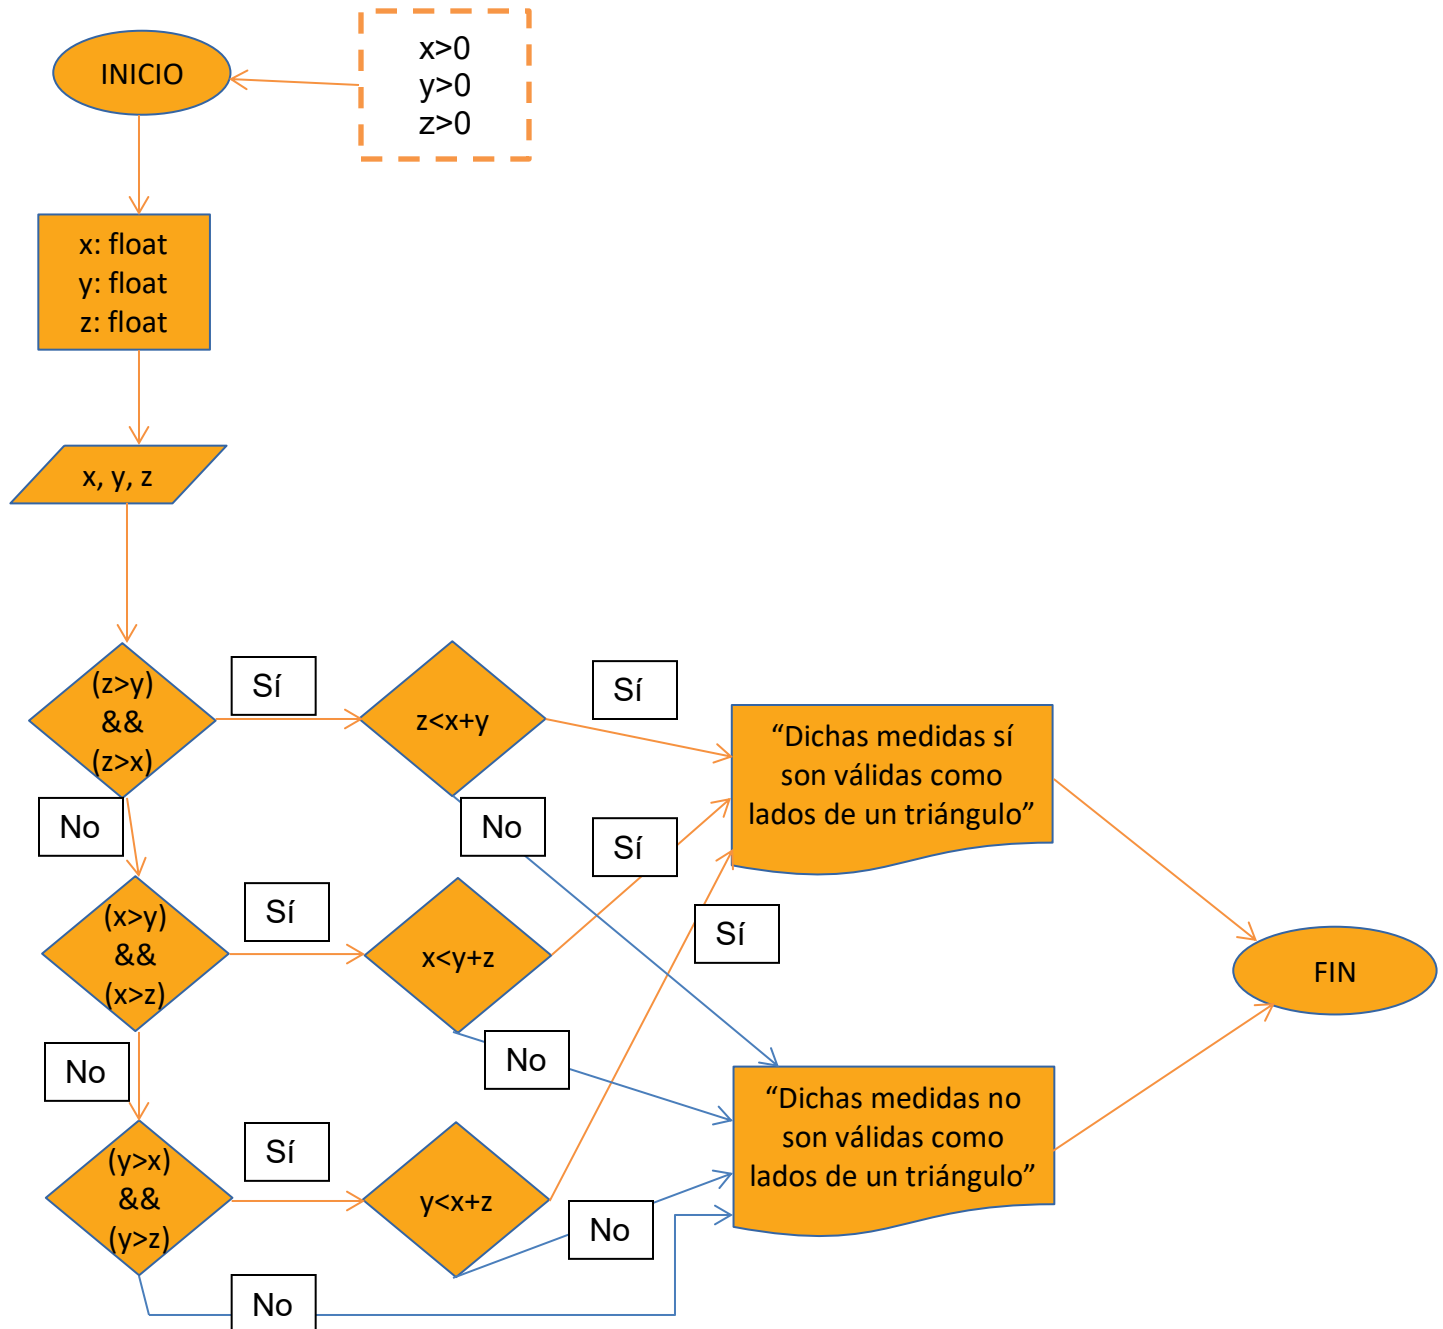 INICIO
x>0
y>0
z>0
x: float
y: float
z: float
x, y, z
(z>y)
&&
(z>x)
Sí
z<x+y
Sí
“Dichas medidas sí
son válidas como
lados de un triángulo”
No
No
Sí
(x>y)
&&
(x>z)
Sí
x<y+z
Sí
FIN
No
No
“Dichas medidas no
son válidas como
lados de un triángulo”
(y>x)
&&
(y>z)
Sí
y<x+z
No
No